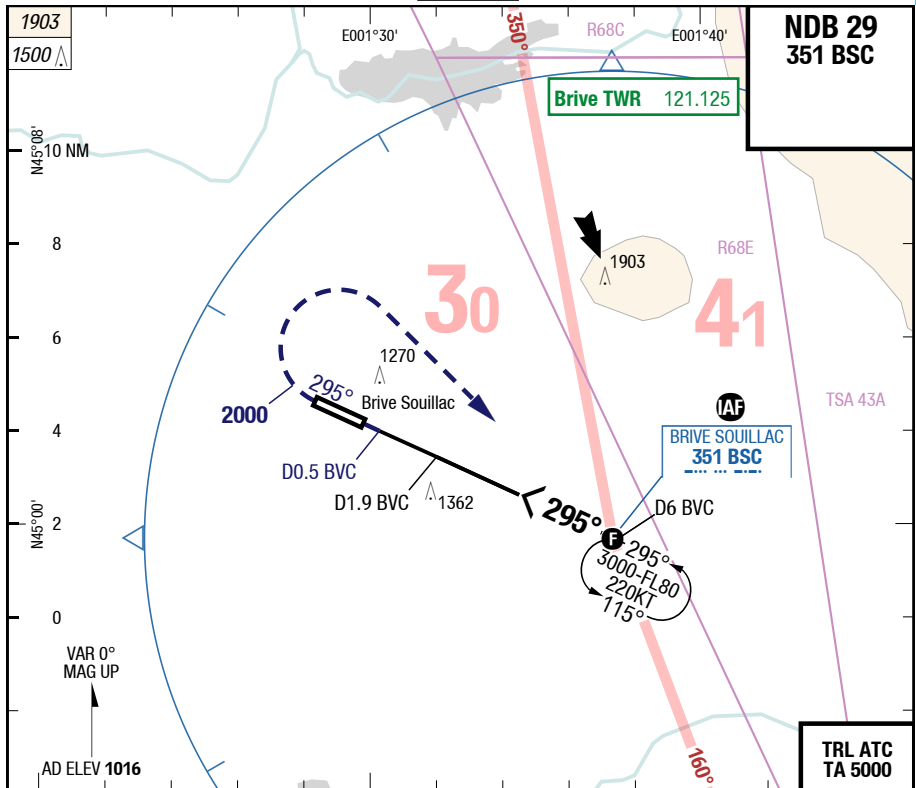 1903
1500
E001°30'
350°
R68C
E001°40'
NDB 29
351 BSC
Brive TWR 121.125
N45°08'
10 NM
8
R68E
1903
30
41
6
1270
295°
Brive Souillac
2000
IAF
TSA 43A
4
BRIVE SOUILLAC
351 BSC
D0.5 BVC
D1.9 BVC
1362
D6 BVC
N45°00'
2
< 295°
F
295°
3000-FL80
220KT
115°
0
VAR 0°
MAG UP
AD ELEV 1016
160°
TRL ATC
TA 5000